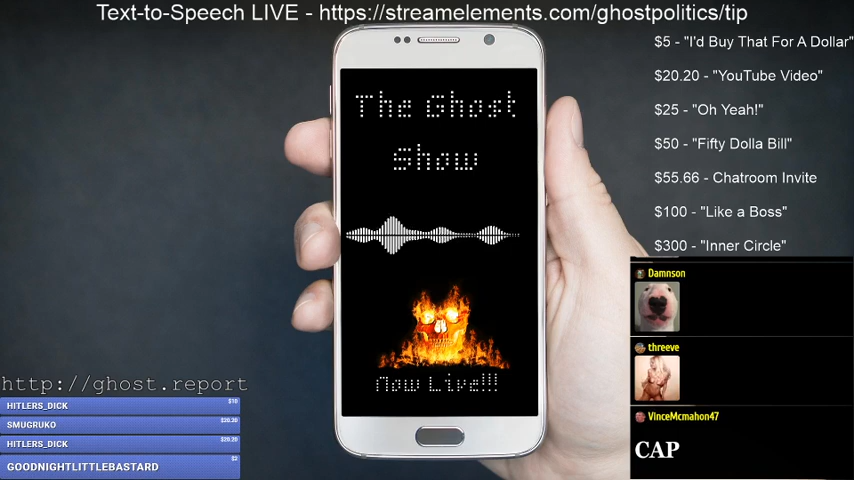 Text-to-Speech LIVE - https://streamelements.com/ghostpolitics/tip
$5 - "I'd Buy That For A Dollar"
$20.20 - "YouTube Video"
$25 - "Oh Yeah!"
$50 - "Fifty Dolla Bill"
$55.66 - Chatroom Invite
$100 - "Like a Boss"
$300 - "Inner Circle"
The Ghost
Show
Now Live!!!
http://ghost.report
HITLERS_DICK $10
SMUGRUKO $20.20
HITLERS_DICK $20.20
GOODNIGHTLITTLEBASTARD $2
Damnson
threeve
VinceMcmahon47
CAP